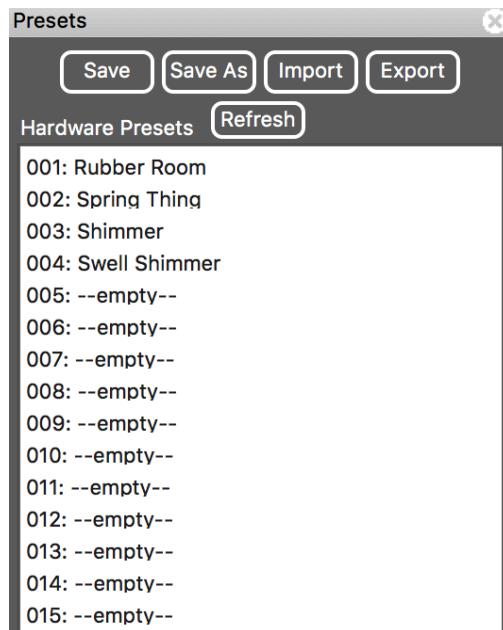 Presets
Save Save As Import Export
Hardware Presets Refresh
001: Rubber Room
002: Spring Thing
003: Shimmer
004: Swell Shimmer
005: --empty--
006: --empty--
007: --empty--
008: --empty--
009: --empty--
010: --empty--
011: --empty--
012: --empty--
013: --empty--
014: --empty--
015: --empty--